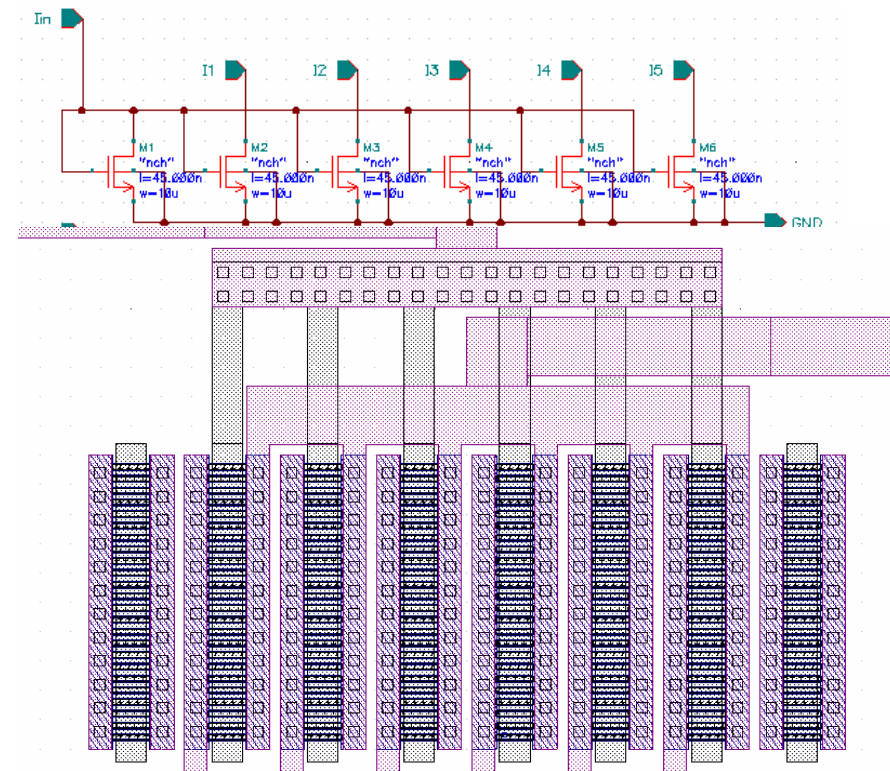 Iin
I1 I2 I3 I4 I5
M1 M2 M3 M4 M5 M6
"nch" "nch" "nch" "nch" "nch" "nch"
l=45.000n l=45.000n l=45.000n l=45.000n l=45.000n l=45.000n
w=10u w=10u w=10u w=10u w=10u w=10u
GND